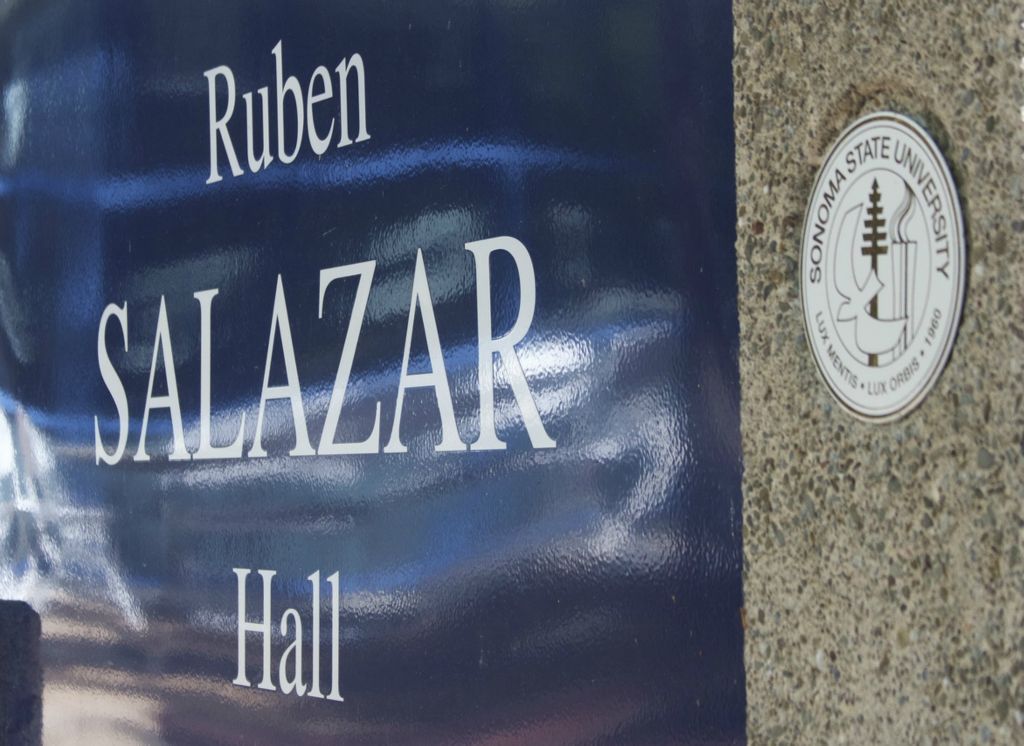 Ruben
SALAZAR
Hall
SONOMA STATE UNIVERSITY
LUX MENTIS • LUX ORBIS • 1960